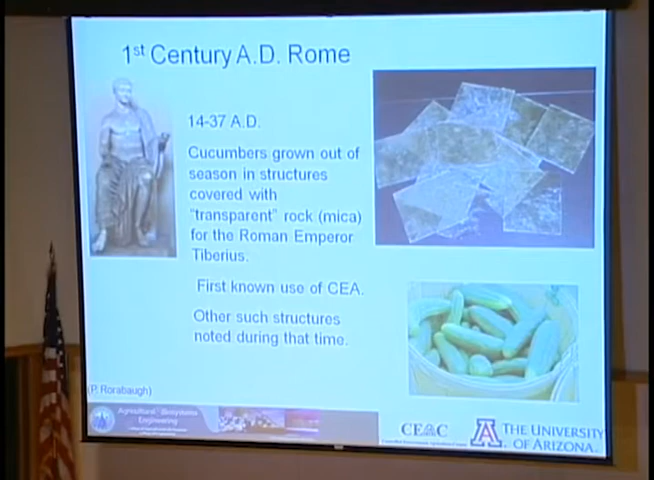 1st Century A.D. Rome
14-37 A.D.
Cucumbers grown out of
season in structures
covered with
"transparent" rock (mica)
for the Roman Emperor
Tiberius.
First known use of CEA.
Other such structures
noted during that time.
(P. Rorabaugh)
Agricultural & Biosystems
Engineering
CEAC
THE UNIVERSITY
OF ARIZONA.